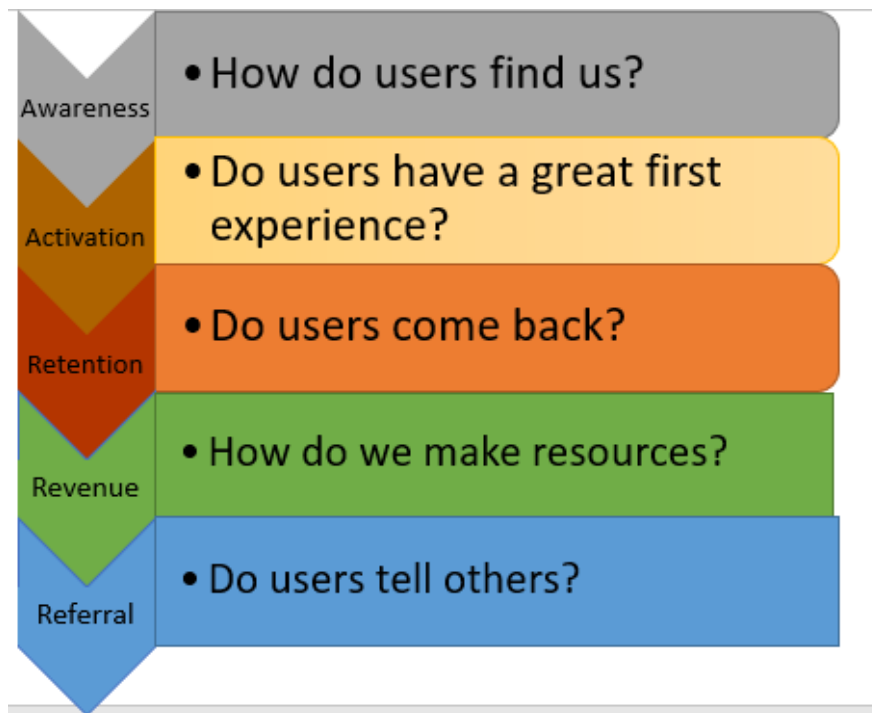 Awareness
• How do users find us?
Activation
• Do users have a great first
experience?
Retention
• Do users come back?
Revenue
• How do we make resources?
Referral
• Do users tell others?